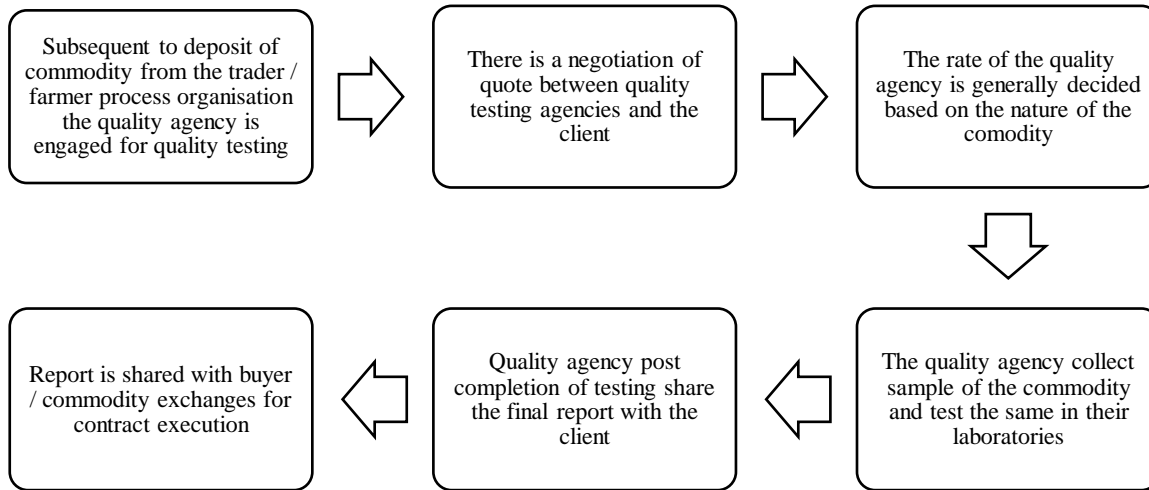 Subsequent to deposit of
commodity from the trader /
farmer process organisation
the quality agency is
engaged for quality testing
There is a negotiation of
quote between quality
testing agencies and the
client
The rate of the quality
agency is generally decided
based on the nature of the
comodity
The quality agency collect
sample of the commodity
and test the same in their
laboratories
Quality agency post
completion of testing share
the final report with the
client
Report is shared with buyer
/ commodity exchanges for
contract execution